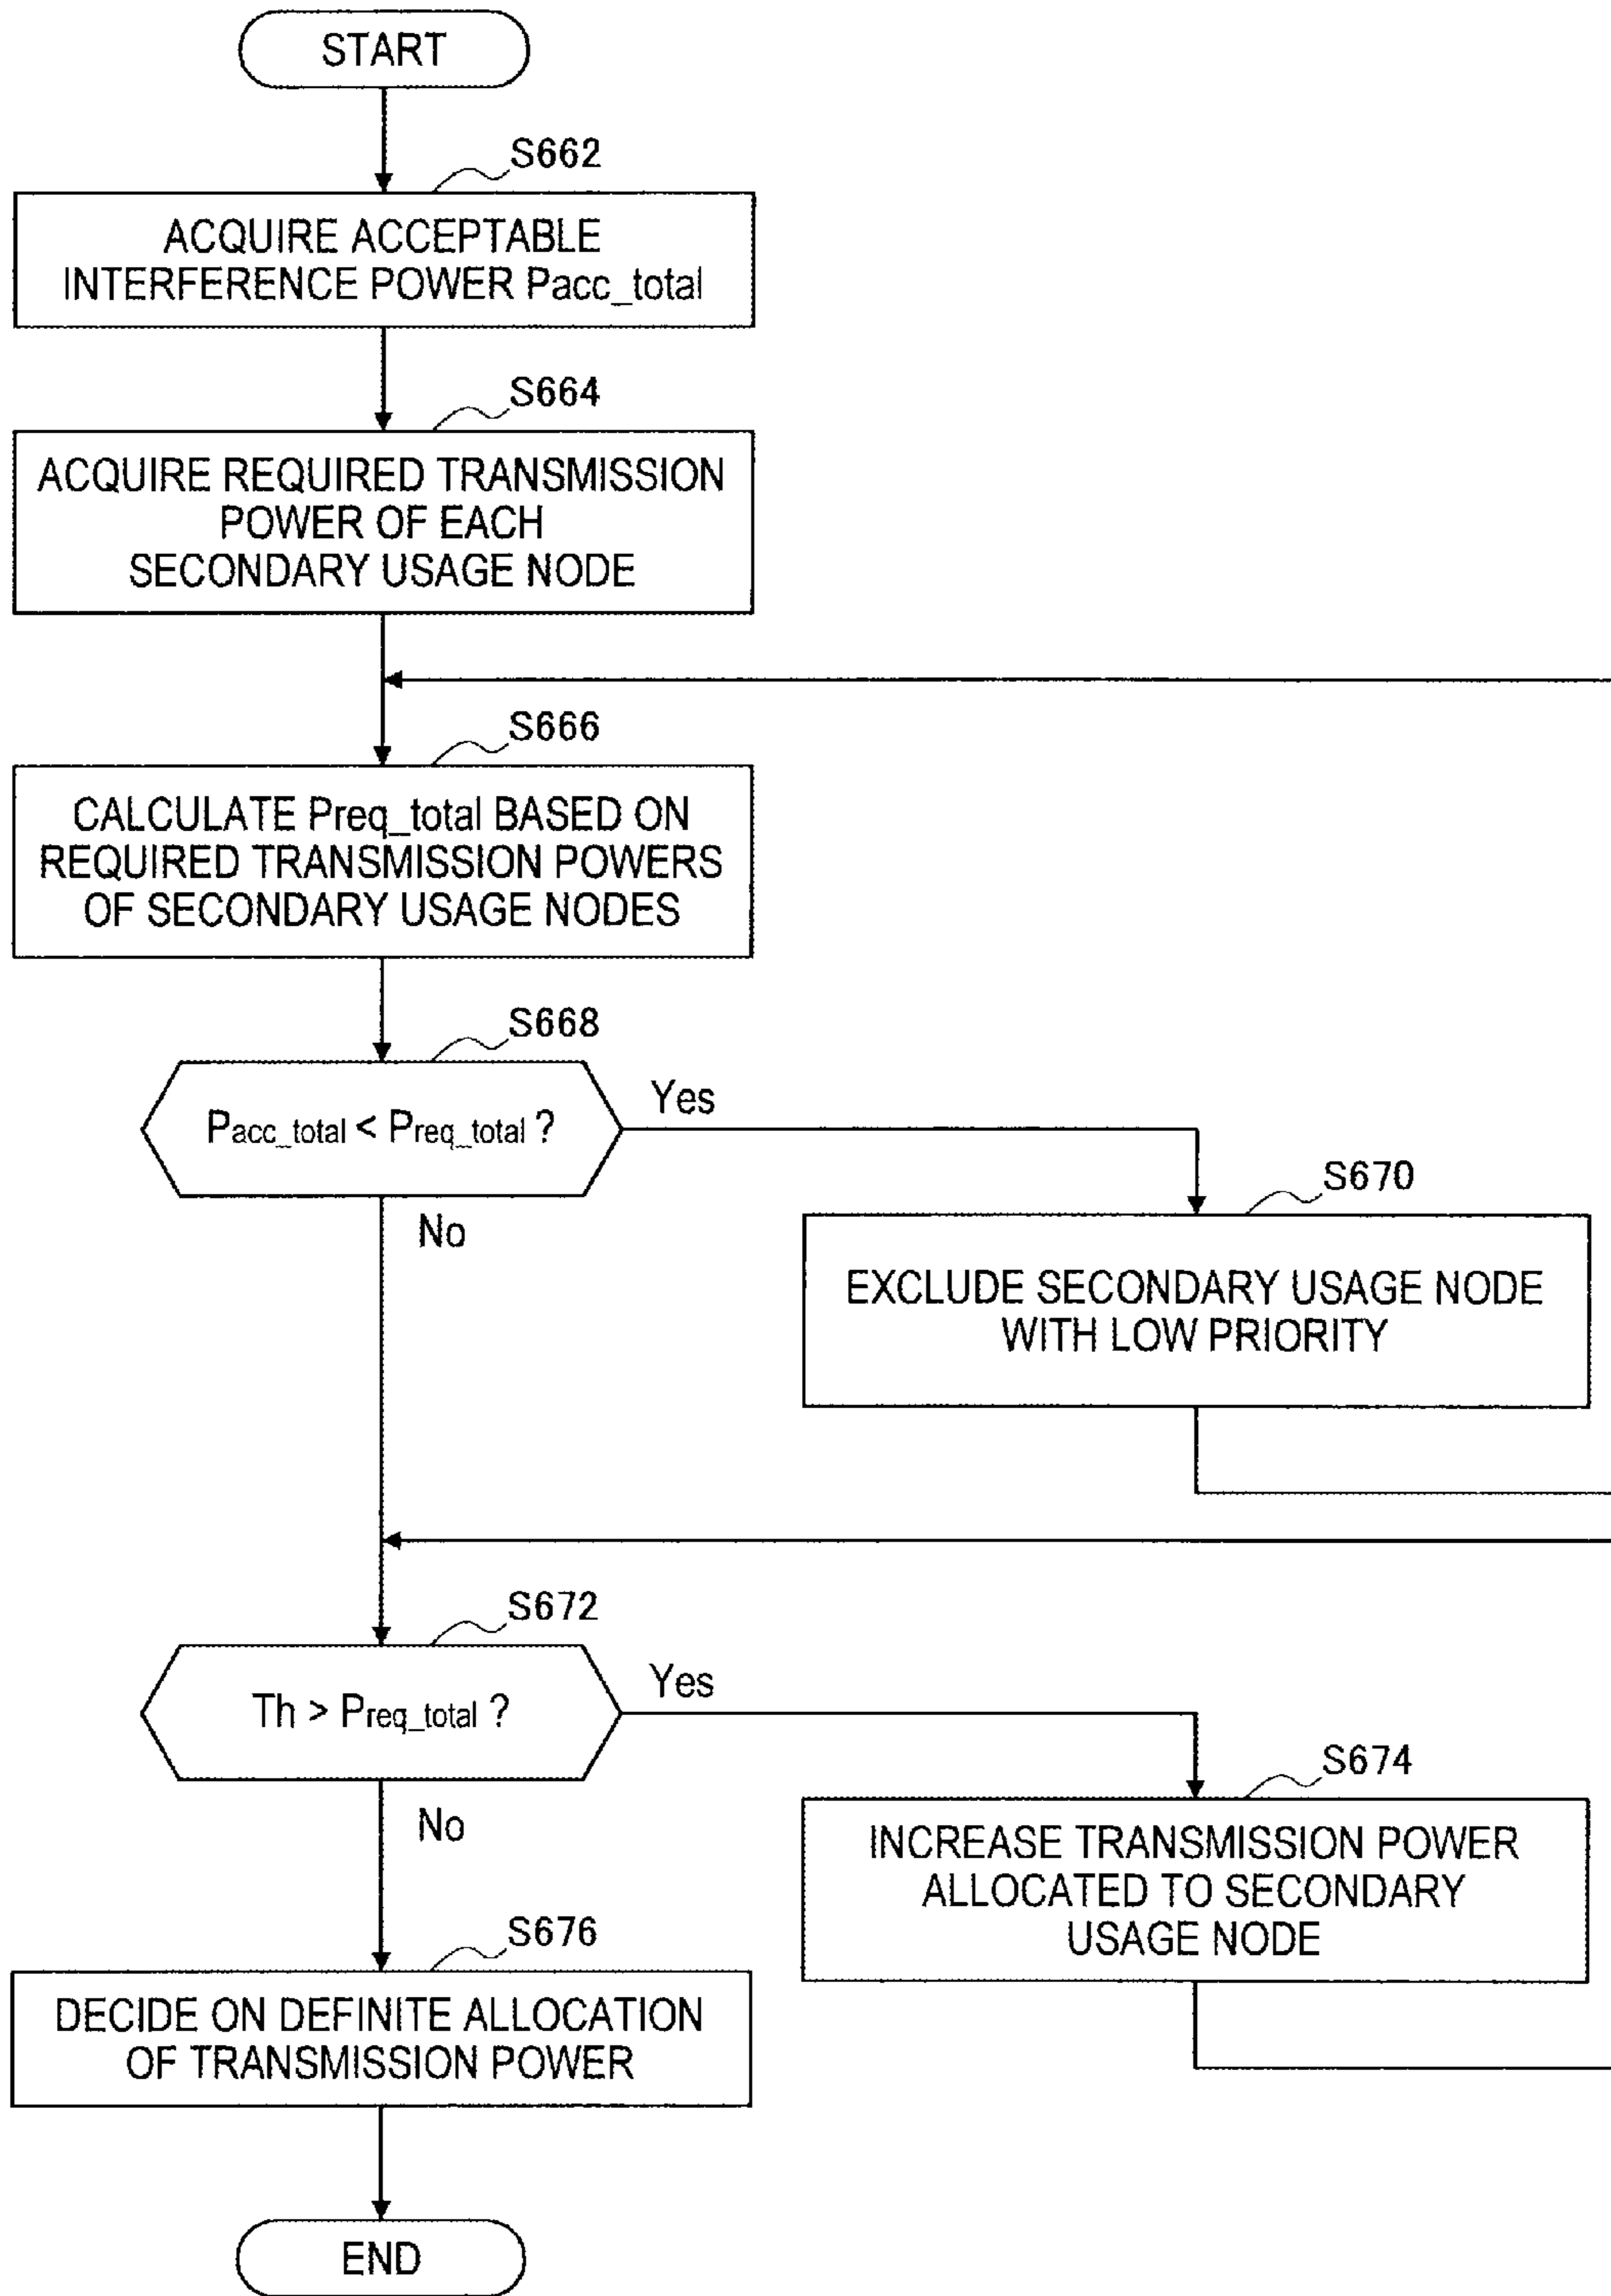 START
S662
ACQUIRE ACCEPTABLE
INTERFERENCE POWER Pacc_total
S664
ACQUIRE REQUIRED TRANSMISSION
POWER OF EACH
SECONDARY USAGE NODE
S666
CALCULATE Preq_total BASED ON
REQUIRED TRANSMISSION POWERS
OF SECONDARY USAGE NODES
S668
Pacc_total < Preq_total ?
Yes
No
S670
EXCLUDE SECONDARY USAGE NODE
WITH LOW PRIORITY
S672
Th > Preq_total ?
Yes
No
S674
INCREASE TRANSMISSION POWER
ALLOCATED TO SECONDARY
USAGE NODE
S676
DECIDE ON DEFINITE ALLOCATION
OF TRANSMISSION POWER
END